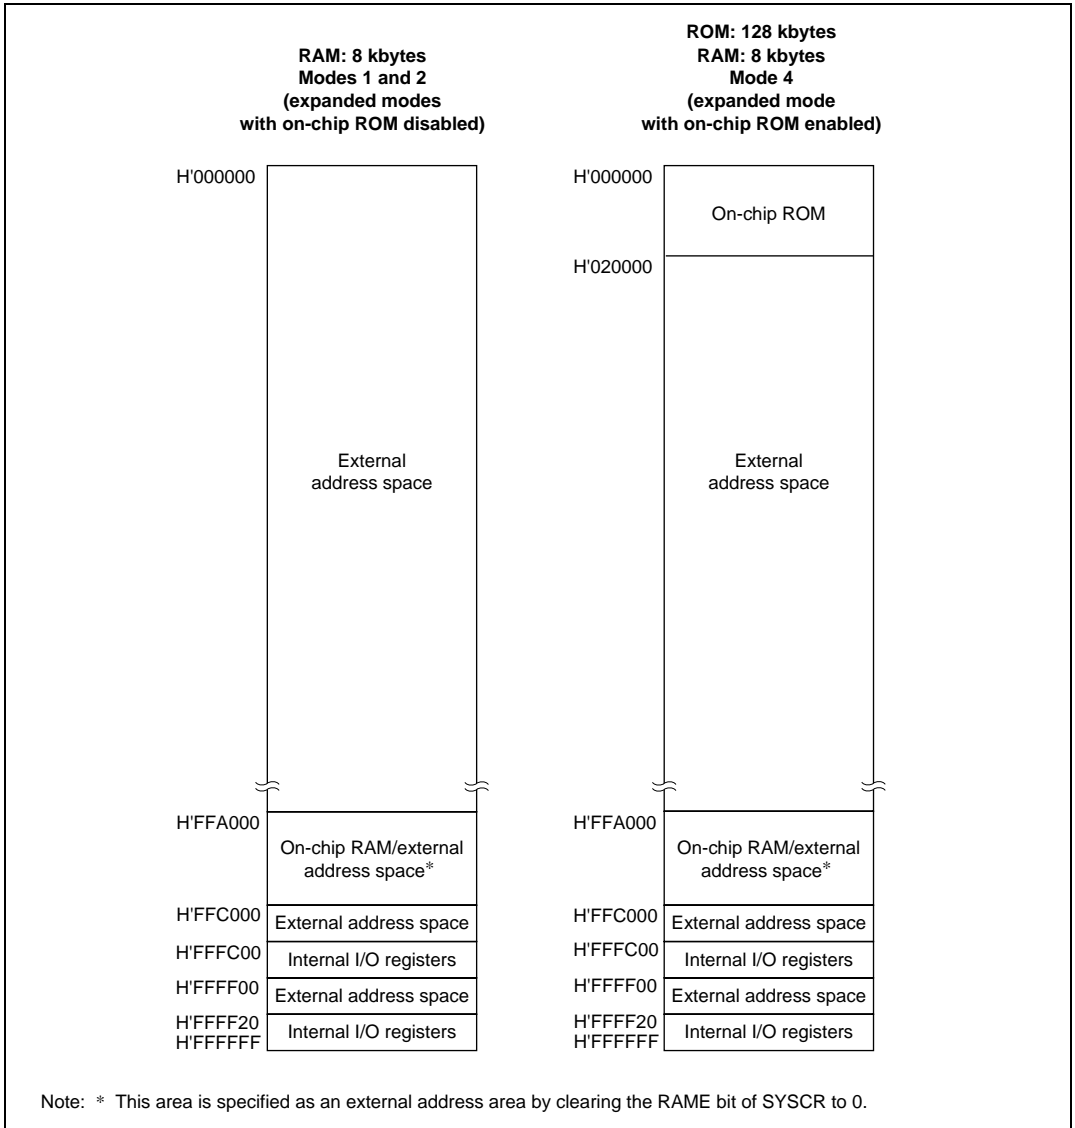 RAM: 8 kbytes
Modes 1 and 2
(expanded modes
with on-chip ROM disabled)
H'000000
External
address space
H'FFA000
On-chip RAM/external
address space*
H'FFC000
External address space
H'FFFC00
Internal I/O registers
H'FFFF00
External address space
H'FFFF20
Internal I/O registers
H'FFFFFF
ROM: 128 kbytes
RAM: 8 kbytes
Mode 4
(expanded mode
with on-chip ROM enabled)
H'000000
On-chip ROM
H'020000
External
address space
H'FFA000
On-chip RAM/external
address space*
H'FFC000
External address space
H'FFFC00
Internal I/O registers
H'FFFF00
External address space
H'FFFF20
Internal I/O registers
H'FFFFFF
Note: * This area is specified as an external address area by clearing the RAME bit of SYSCR to 0.